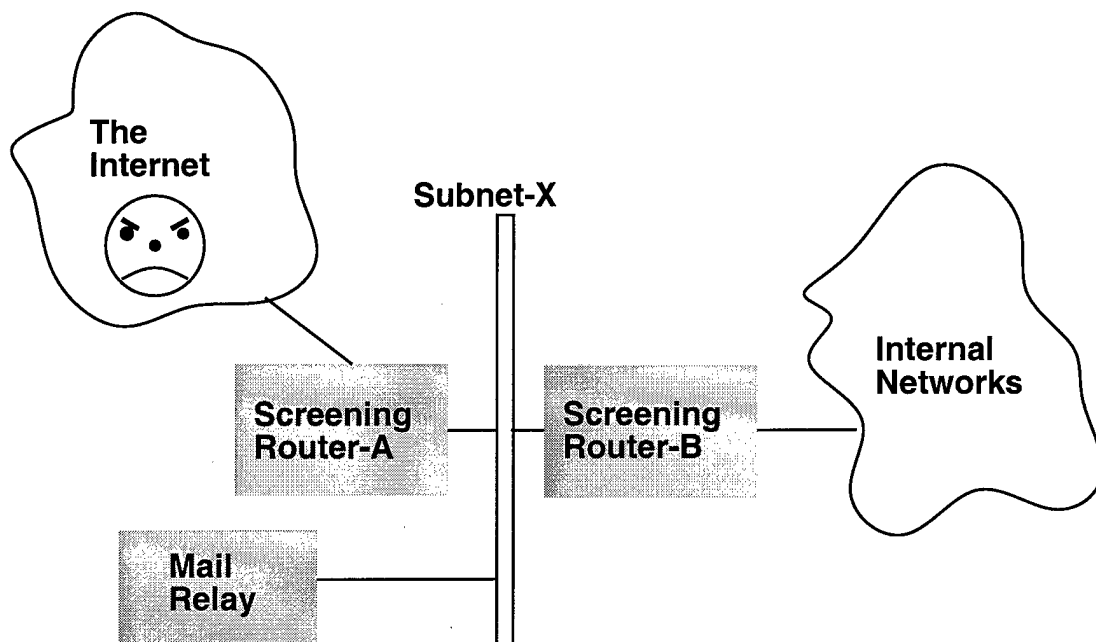 The
Internet
Subnet-X
Screening
Router-A
Screening
Router-B
Internal
Networks
Mail
Relay